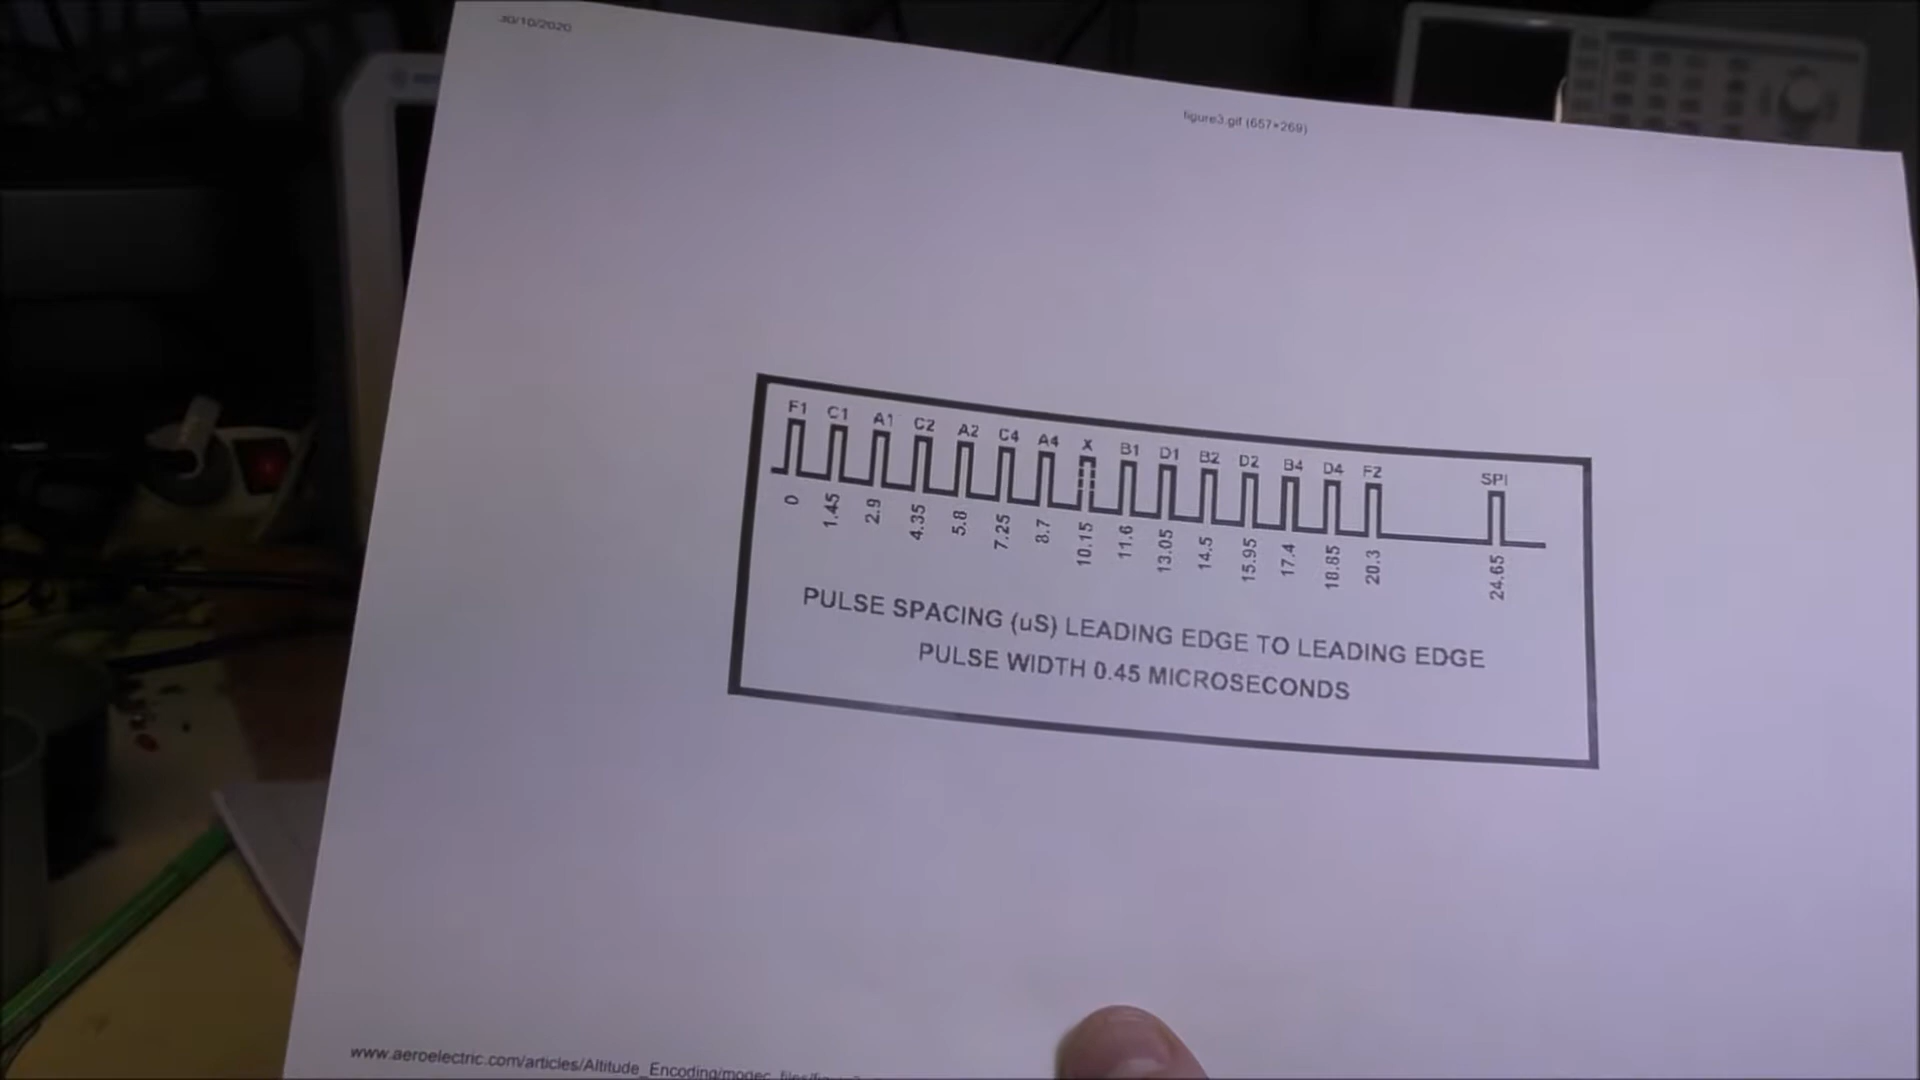 30/10/2020
figure3.gif (657×269)
F1 C1 A1 C2 A2 C4 A4 X B1 D1 B2 D2 B4 D4 F2 SPI
0 1.45 2.9 4.35 5.8 7.25 8.7 10.15 11.6 13.05 14.5 15.95 17.4 18.85 20.3 24.65
PULSE SPACING (uS) LEADING EDGE TO LEADING EDGE
PULSE WIDTH 0.45 MICROSECONDS
www.aeroelectric.com/articles/Altitude_Encoding/modec_files/